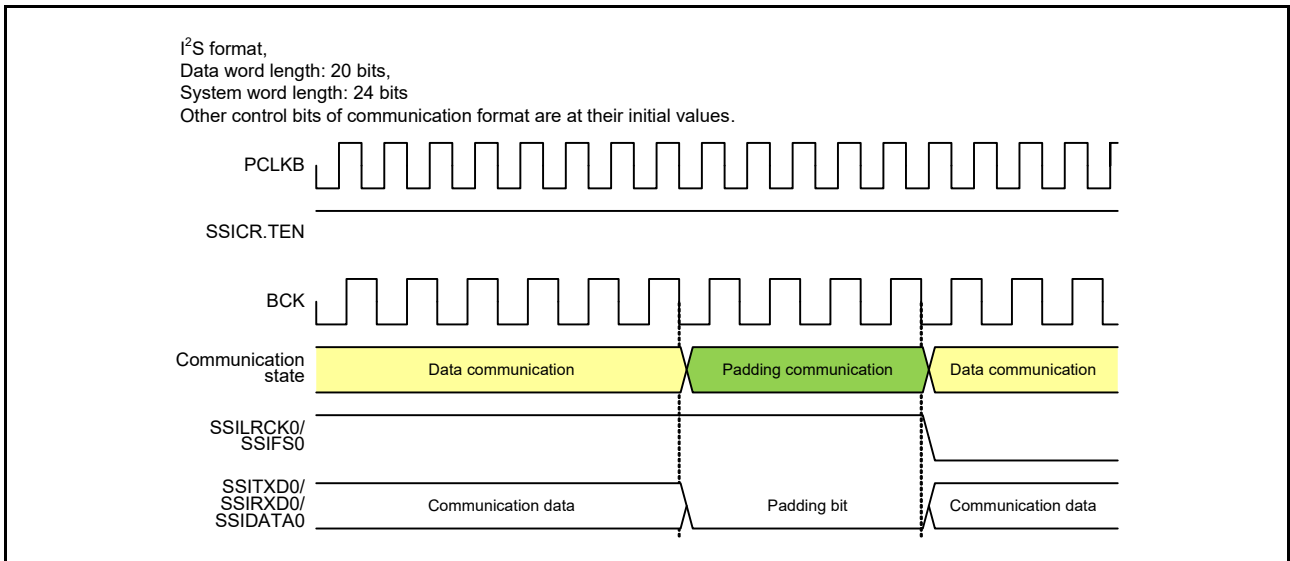 I²S format,
Data word length: 20 bits,
System word length: 24 bits
Other control bits of communication format are at their initial values.
PCLKB
SSICR.TEN
BCK
Communication
state
Data communication
Padding communication
Data communication
SSILRCK0/
SSIFS0
SSITXD0/
SSIRXD0/
SSIDATA0
Communication data
Padding bit
Communication data